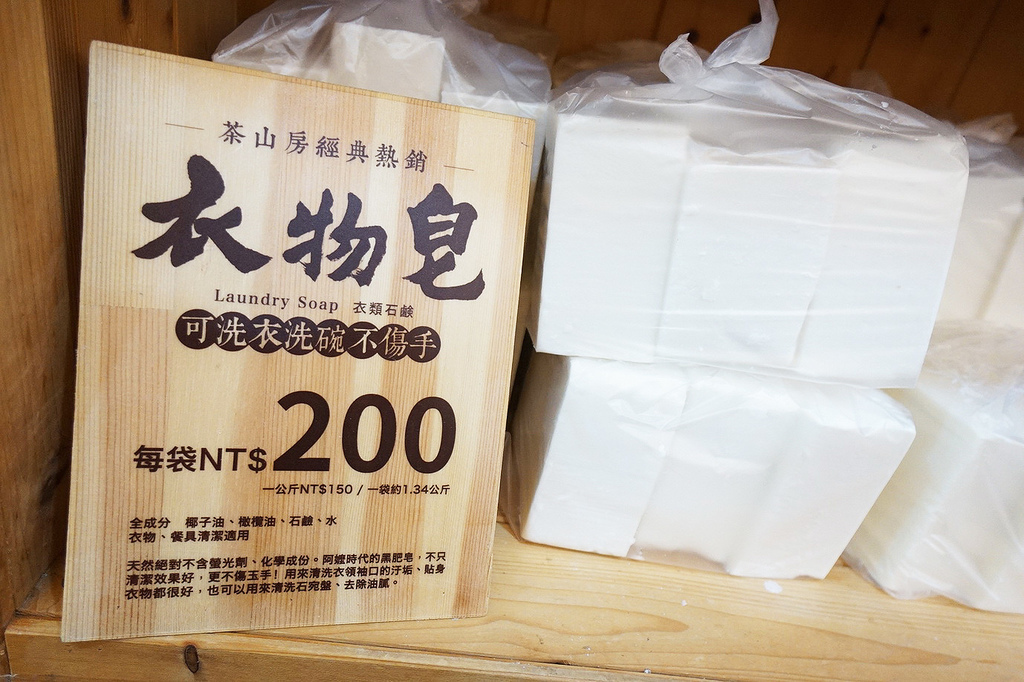 茶山房經典熱銷
衣物皂
Laundry Soap 衣類石鹼
可洗衣洗碗不傷手
每袋NT$200
一公斤NT$150 / 一袋約1.34公斤
全成分 椰子油、橄欖油、石鹼、水
衣物、餐具清潔適用
天然絕對不含螢光劑、化學成份。阿嬤時代的黑肥皂，不只
清潔效果好，更不傷玉手！用來清洗衣領袖口的汙垢、貼身
衣物都很好，也可以用來清洗石宛盤、去除油膩。